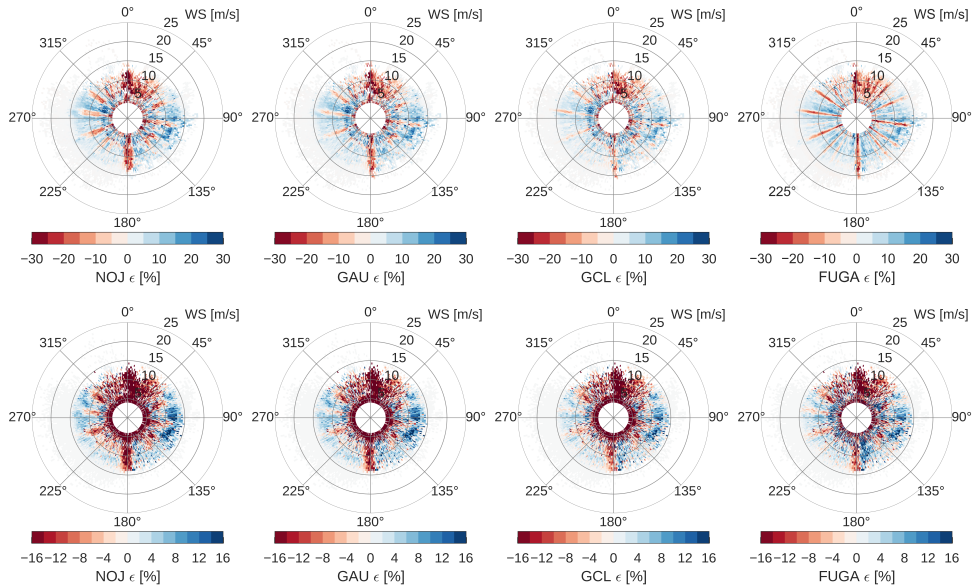 0° WS [m/s] 0° WS [m/s] 0° WS [m/s] 0° WS [m/s]
25 25 25 25
315° 20 45° 315° 20 45° 315° 20 45° 315° 20 45°
15 15 15 15
10 10 10 10
5 5 5 5
270° 90° 270° 90° 270° 90° 270° 90°
225° 135° 225° 135° 225° 135° 225° 135°
180° 180° 180° 180°
−30 −20 −10 0 10 20 30 −30 −20 −10 0 10 20 30 −30 −20 −10 0 10 20 30 −30 −20 −10 0 10 20 30
NOJ ϵ [%] GAU ϵ [%] GCL ϵ [%] FUGA ϵ [%]
0° WS [m/s] 0° WS [m/s] 0° WS [m/s] 0° WS [m/s]
25 25 25 25
315° 20 45° 315° 20 45° 315° 20 45° 315° 20 45°
15 15 15 15
10 10 10 10
270° 90° 270° 90° 270° 90° 270° 90°
225° 135° 225° 135° 225° 135° 225° 135°
180° 180° 180° 180°
−16 −12 −8 −4 0 4 8 12 16 −16 −12 −8 −4 0 4 8 12 16 −16 −12 −8 −4 0 4 8 12 16 −16 −12 −8 −4 0 4 8 12 16
NOJ ϵ [%] GAU ϵ [%] GCL ϵ [%] FUGA ϵ [%]